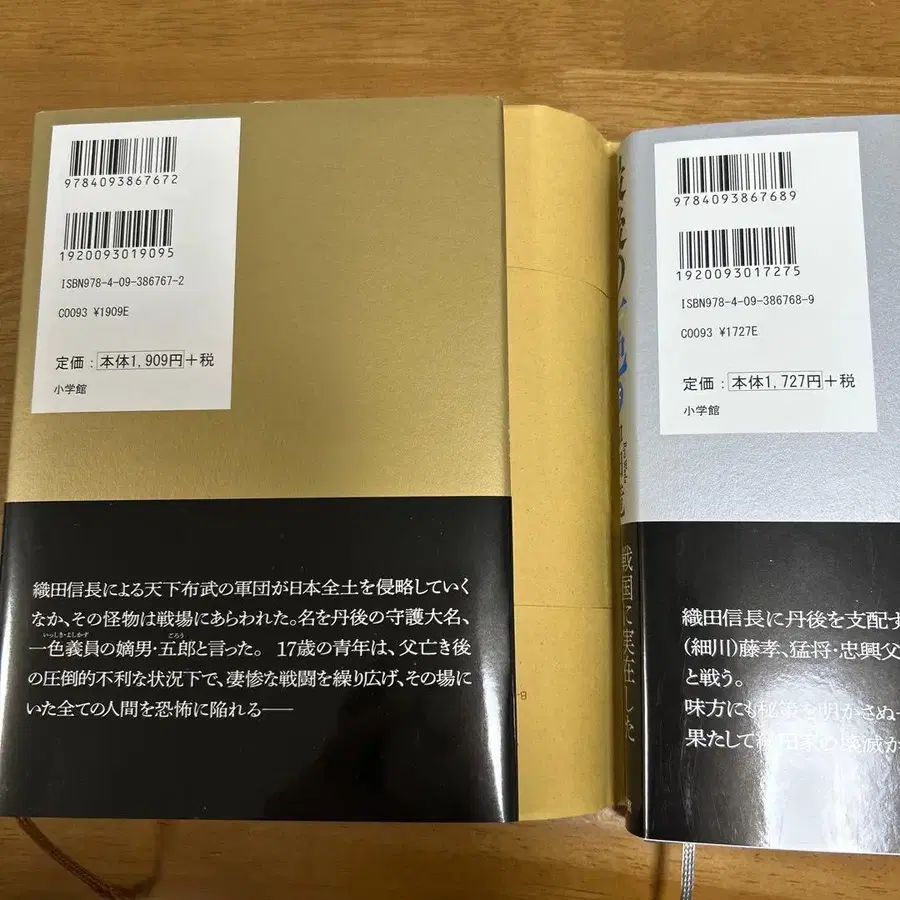 9784093867672
1920093019095
ISBN978-4-09-386767-2
C0093 ¥1909E
定価：本体1,909円＋税
小学館
織田信長による天下布武の軍団が日本全土を侵略していく
なか、その怪物は戦場にあらわれた。名を丹後の守護大名、
いっしき・よしかず ごろう
一色義員の嫡男・五郎と言った。 17歳の青年は、父亡き後
の圧倒的不利な状況下で、凄惨な戦闘を繰り広げ、その場に
いた全ての人間を恐怖に陥れる──
戦国に実在した
9784093867689
1920093017275
ISBN978-4-09-386768-9
C0093 ¥1727E
定価：本体1,727円＋税
小学館
織田信長に丹後を支配す
(細川)藤孝、猛将・忠興父
と戦う。
味方にも秘策を明かさぬ
果たして織田家の壊滅か